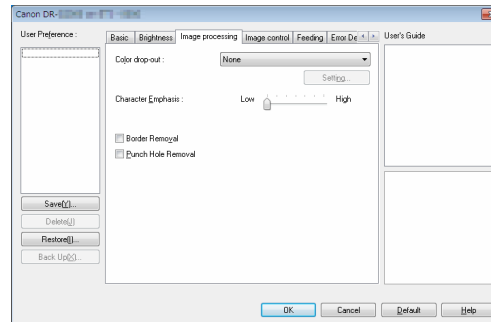 Canon DR-
User Preference :
Basic
Brightness
Image processing
Image control
Feeding
Error De
User's Guide
Color drop-out :
None
Setting...
Character Emphasis :
Low
High
Border Removal
Punch Hole Removal
Save(Y)...
Delete(J)
Restore(I)...
Back Up(X)...
OK
Cancel
Default
Help